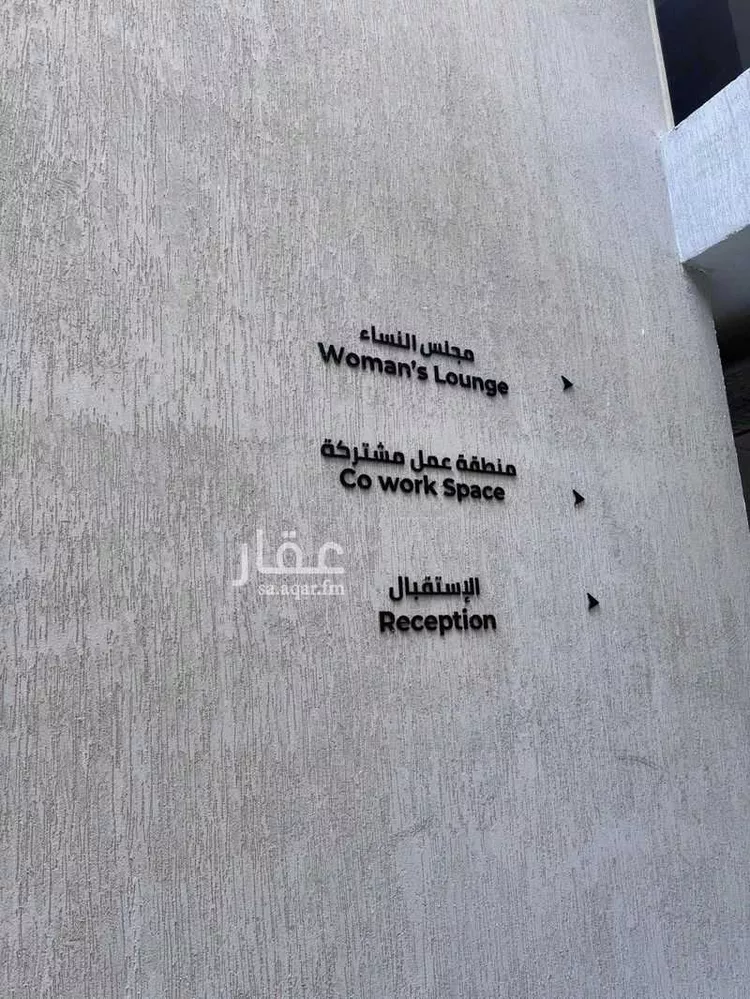 مجلس النساء
Woman's Lounge
منطقة عمل مشتركة
Co work Space
عقار
sa.aqar.fm
الإستقبال
Reception